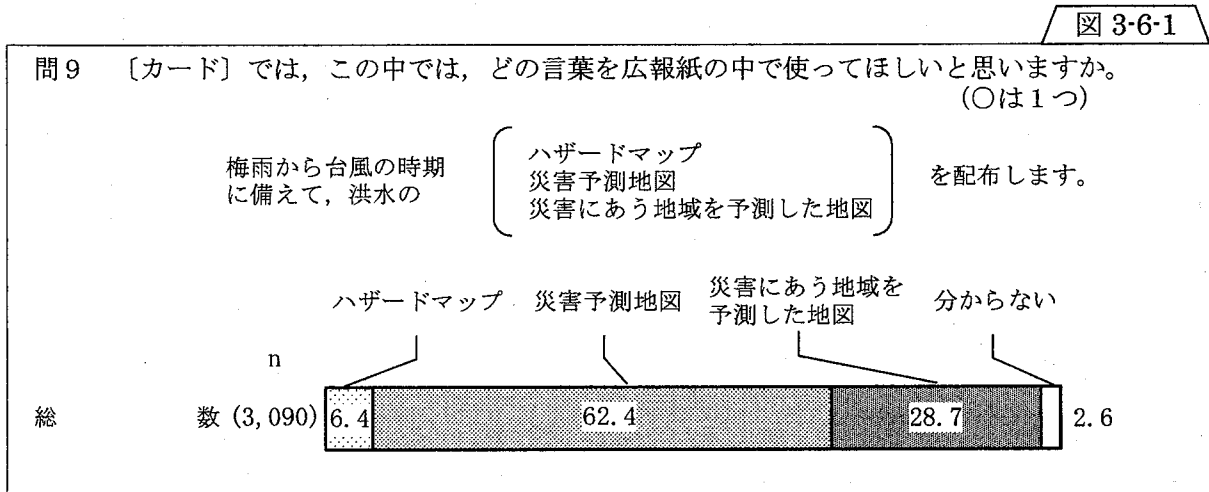 図 3-6-1
問9 〔カード〕では，この中では，どの言葉を広報紙の中で使ってほしいと思いますか。
(○は1つ)
梅雨から台風の時期
に備えて，洪水の
ハザードマップ
災害予測地図
災害にあう地域を予測した地図
を配布します。
ハザードマップ
災害予測地図
災害にあう地域を
予測した地図
分からない
n
総 数 (3,090) 6.4 62.4 28.7 2.6